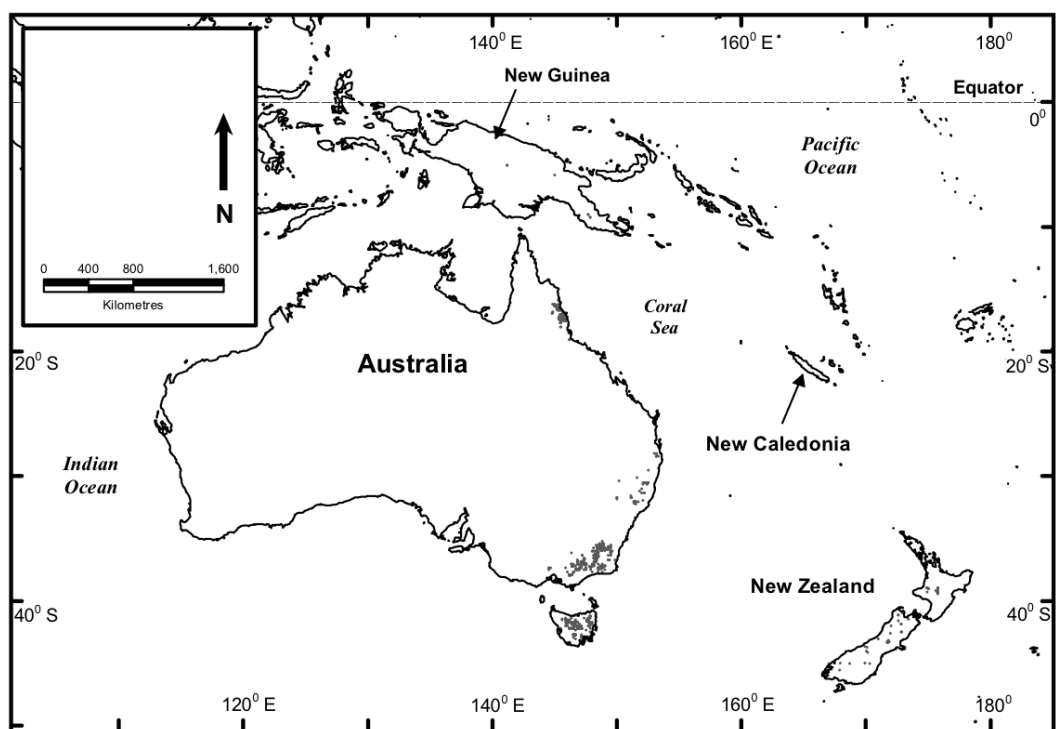 140⁰ E
160⁰ E
180⁰
New Guinea
Equator
0⁰
Pacific
Ocean
N
0
400
800
1,600
Kilometres
Coral
Sea
20⁰ S
Australia
20⁰ S
New Caledonia
Indian
Ocean
New Zealand
40⁰ S
40⁰ S
120⁰ E
140⁰ E
160⁰ E
180⁰